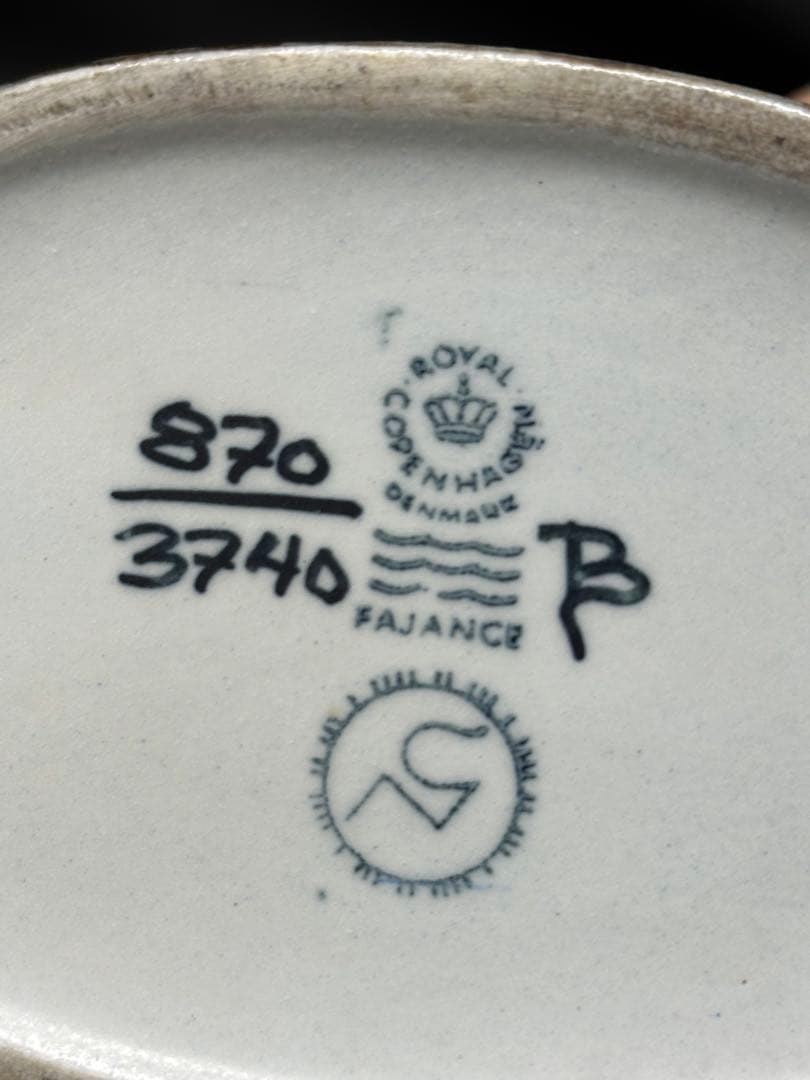 870
3740
ROYAL COPENHAGEN
DENMARK
FAJANCE
B